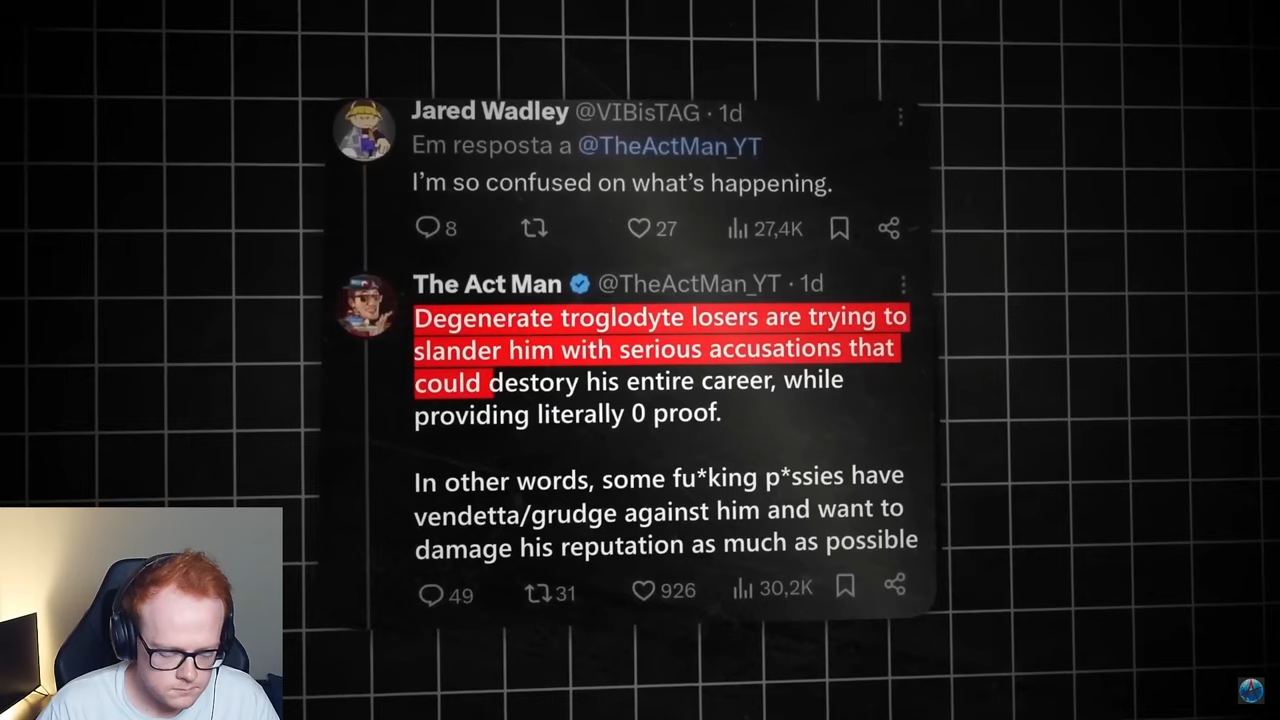 Jared Wadley @VIBisTAG · 1d
Em resposta a @TheActMan_YT
I'm so confused on what's happening.
8 27 27,4K
The Act Man @TheActMan_YT · 1d
Degenerate troglodyte losers are trying to
slander him with serious accusations that
could destory his entire career, while
providing literally 0 proof.
In other words, some fu*king p*ssies have
vendetta/grudge against him and want to
damage his reputation as much as possible
49 31 926 30,2K